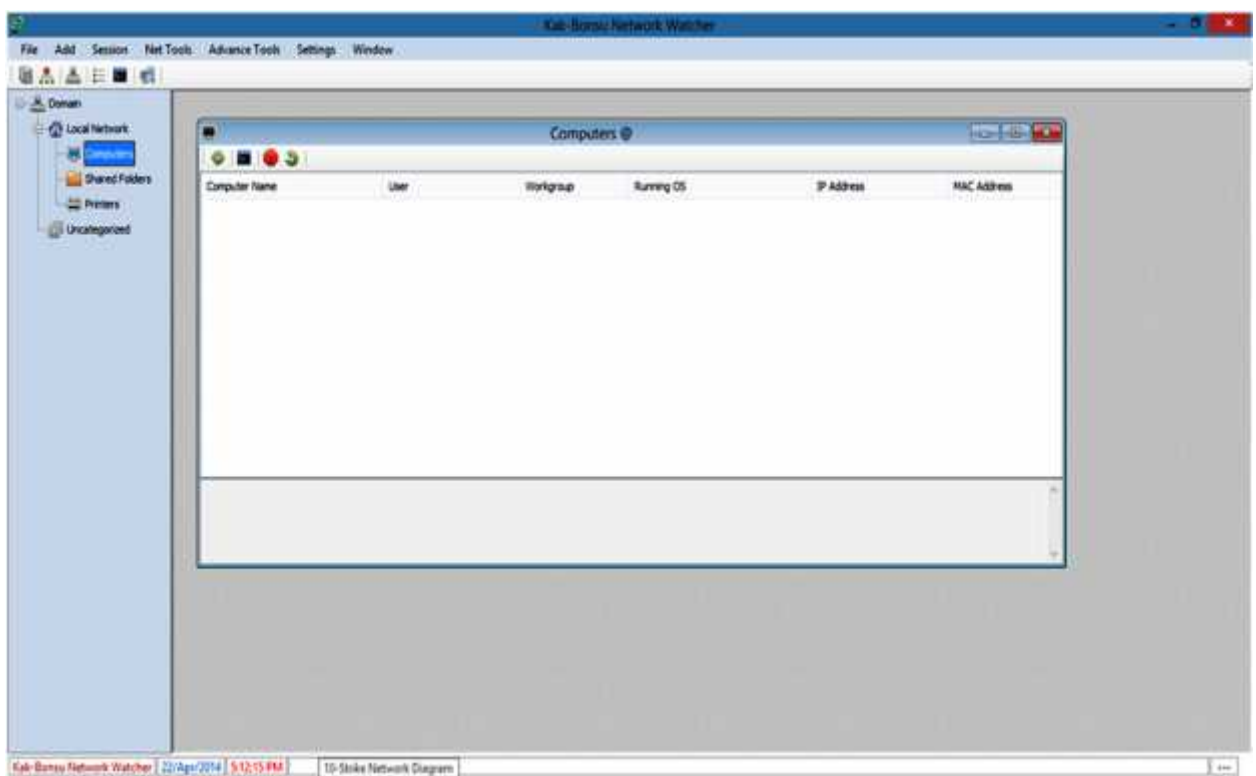 Kak-Bonsu Network Watcher
File Add Session Net Tools Advance Tools Settings Window
Domain
Local Network
Computers
Shared Folders
Printers
Uncategorized
Computers @
Computer Name User Workgroup Running OS IP Address MAC Address
Kak-Bonsu Network Watcher 22/Apr/2014 5:12:15 PM 10-Strike Network Diagram